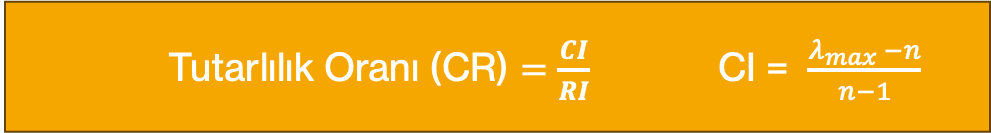 Tutarlılık Oranı (CR) = CI/RI    CI = λmax −n/n−1